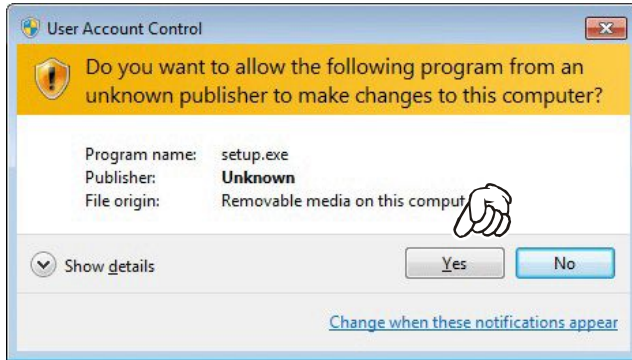 User Account Control
Do you want to allow the following program from an
unknown publisher to make changes to this computer?
Program name: setup.exe
Publisher: Unknown
File origin: Removable media on this
Show details
Yes
No
Change when these notifications appear